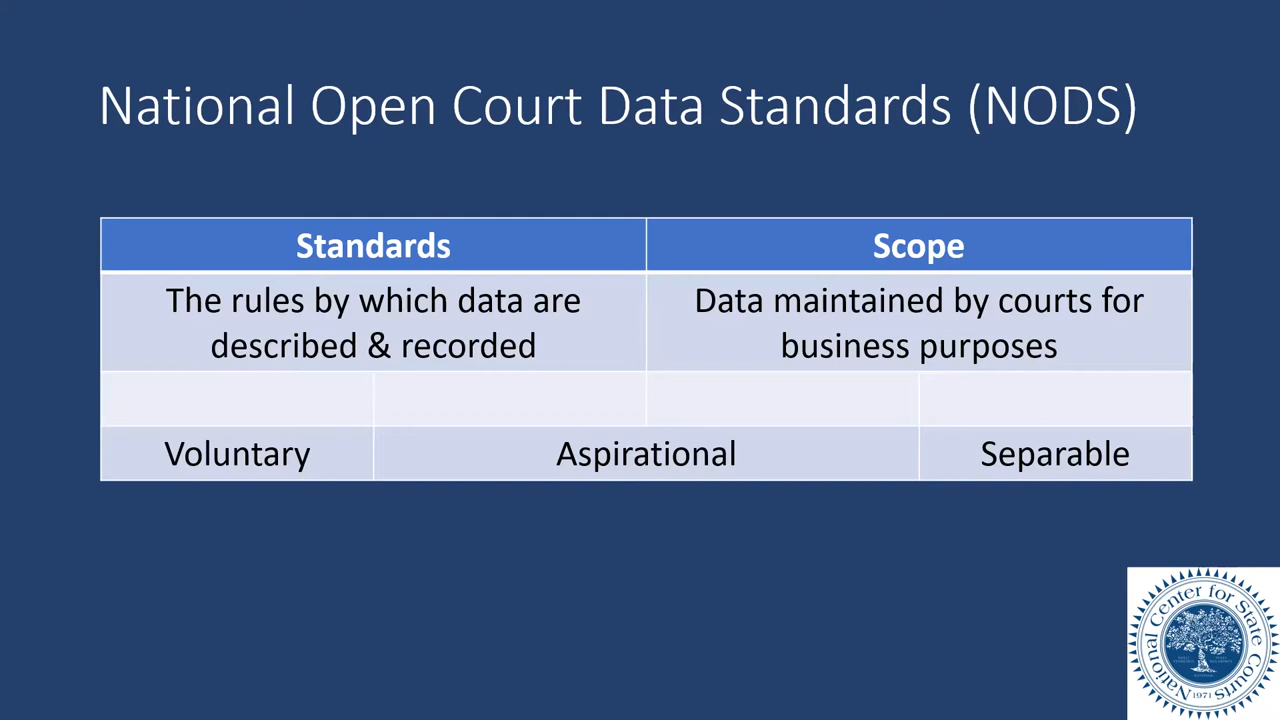 National Open Court Data Standards (NODS)
Standards
Scope
The rules by which data are
described & recorded
Data maintained by courts for
business purposes
Voluntary
Aspirational
Separable
National Center for State Courts
1971